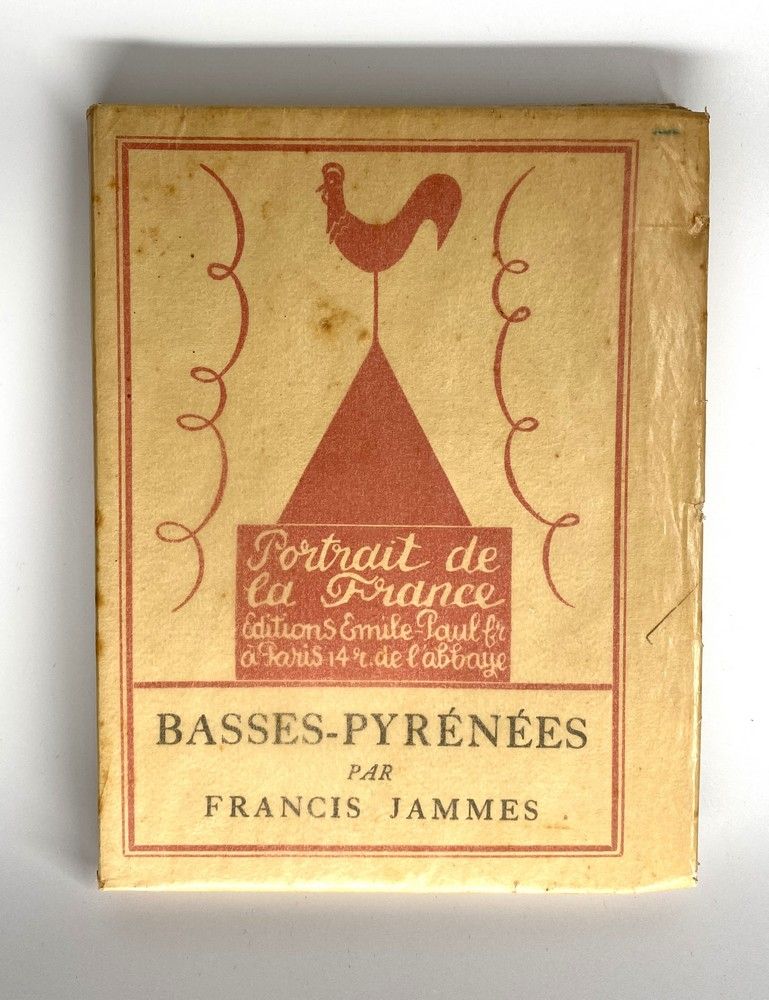 Portrait de
la France
Editions Emile-Paul fr
à Paris 14 r. de l'abbaye
BASSES-PYRÉNÉES
PAR
FRANCIS JAMMES